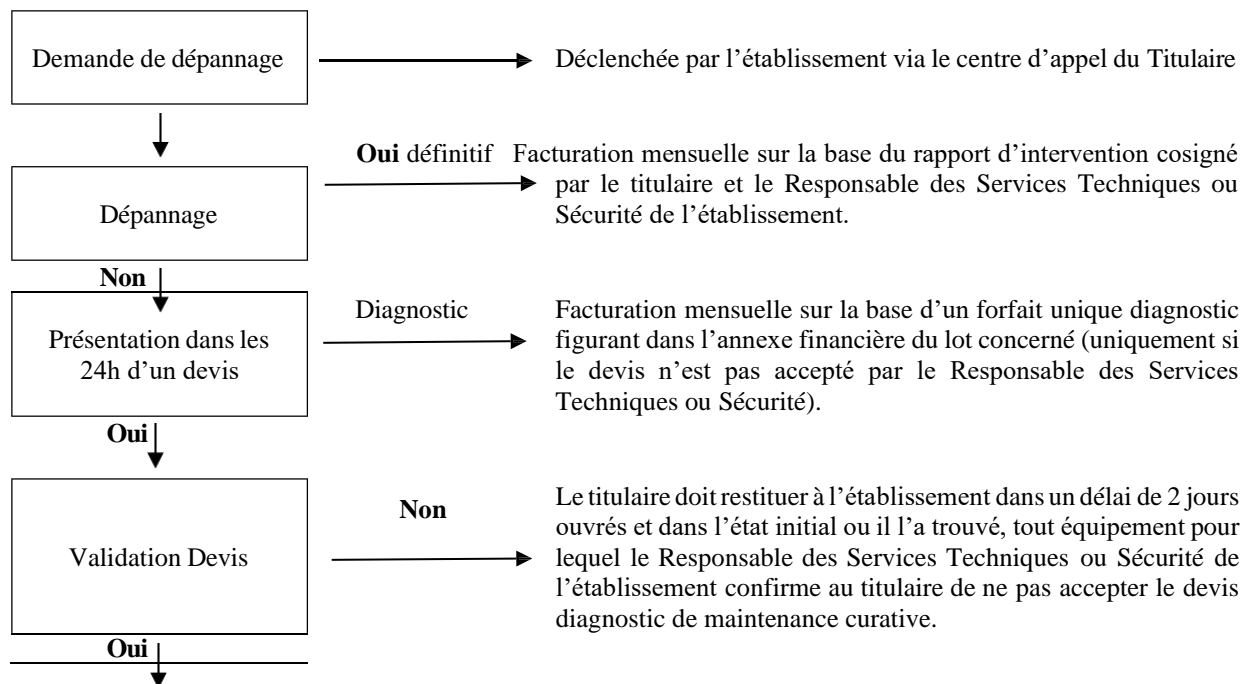 Demande de dépannage
Déclenchée par l’établissement via le centre d’appel du Titulaire
Oui définitif
Facturation mensuelle sur la base du rapport d’intervention cosigné
par le titulaire et le Responsable des Services Techniques ou
Sécurité de l’établissement.
Dépannage
Non
Présentation dans les
24h d’un devis
Diagnostic
Facturation mensuelle sur la base d’un forfait unique diagnostic
figurant dans l’annexe financière du lot concerné (uniquement si
le devis n’est pas accepté par le Responsable des Services
Techniques ou Sécurité).
Oui
Validation Devis
Non
Le titulaire doit restituer à l’établissement dans un délai de 2 jours
ouvrés et dans l’état initial ou il l’a trouvé, tout équipement pour
lequel le Responsable des Services Techniques ou Sécurité de
l’établissement confirme au titulaire de ne pas accepter le devis
diagnostic de maintenance curative.
Oui